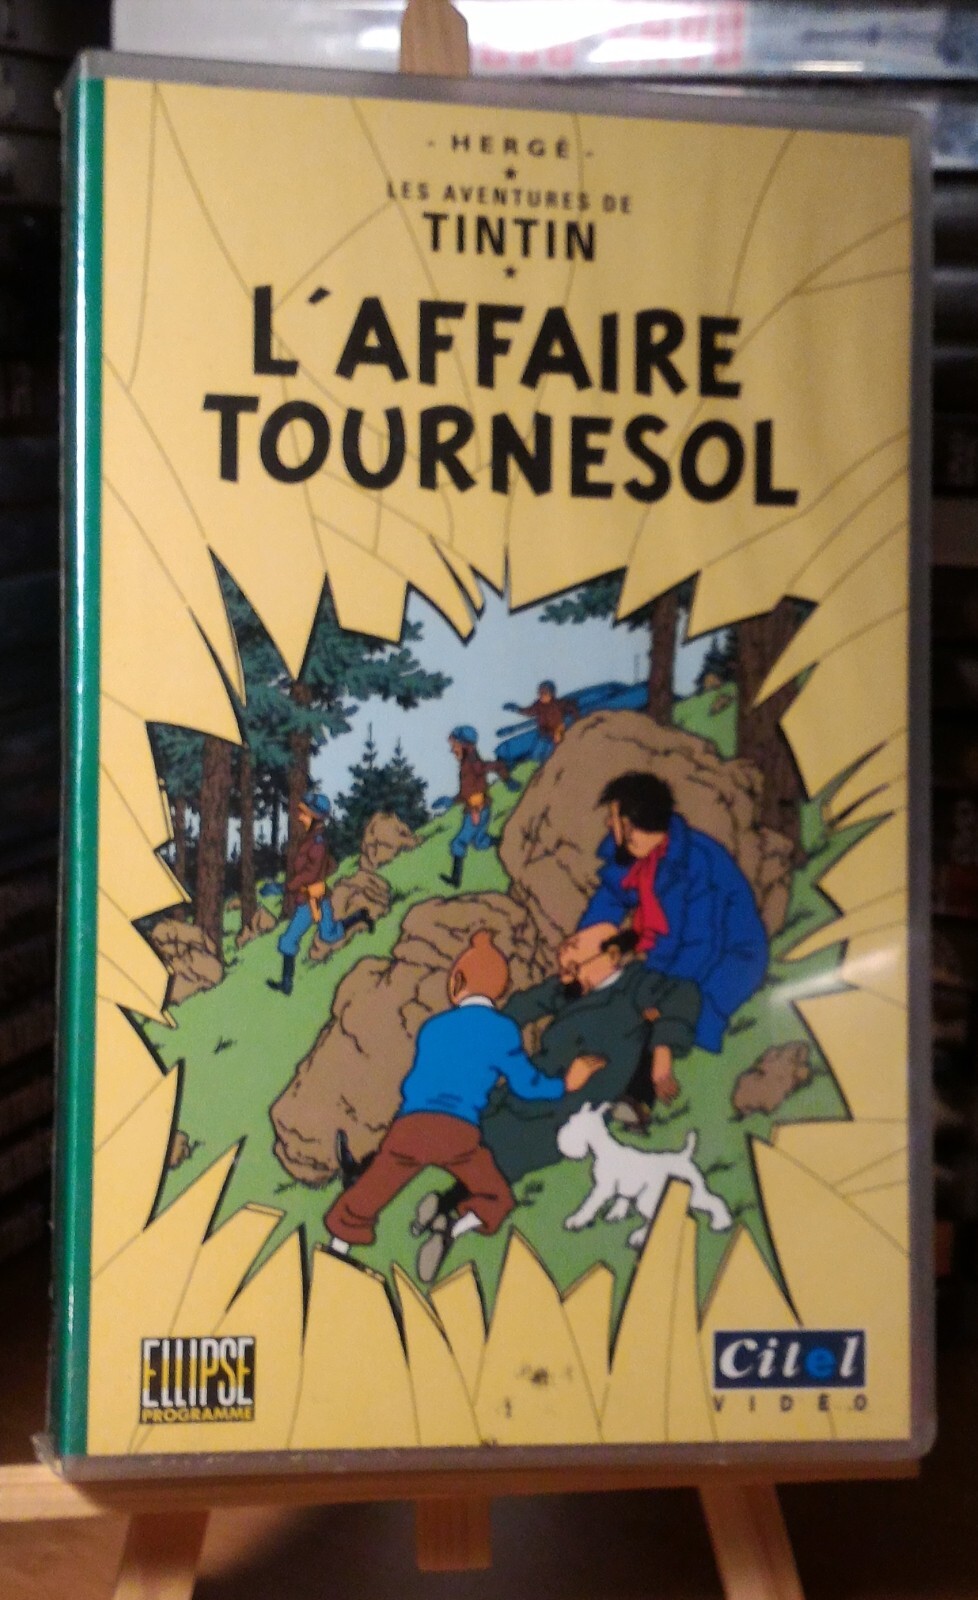 - HERGÉ -
LES AVENTURES DE
TINTIN
L'AFFAIRE
TOURNESOL
ELLIPSE
PROGRAMME
Citel
VIDEO